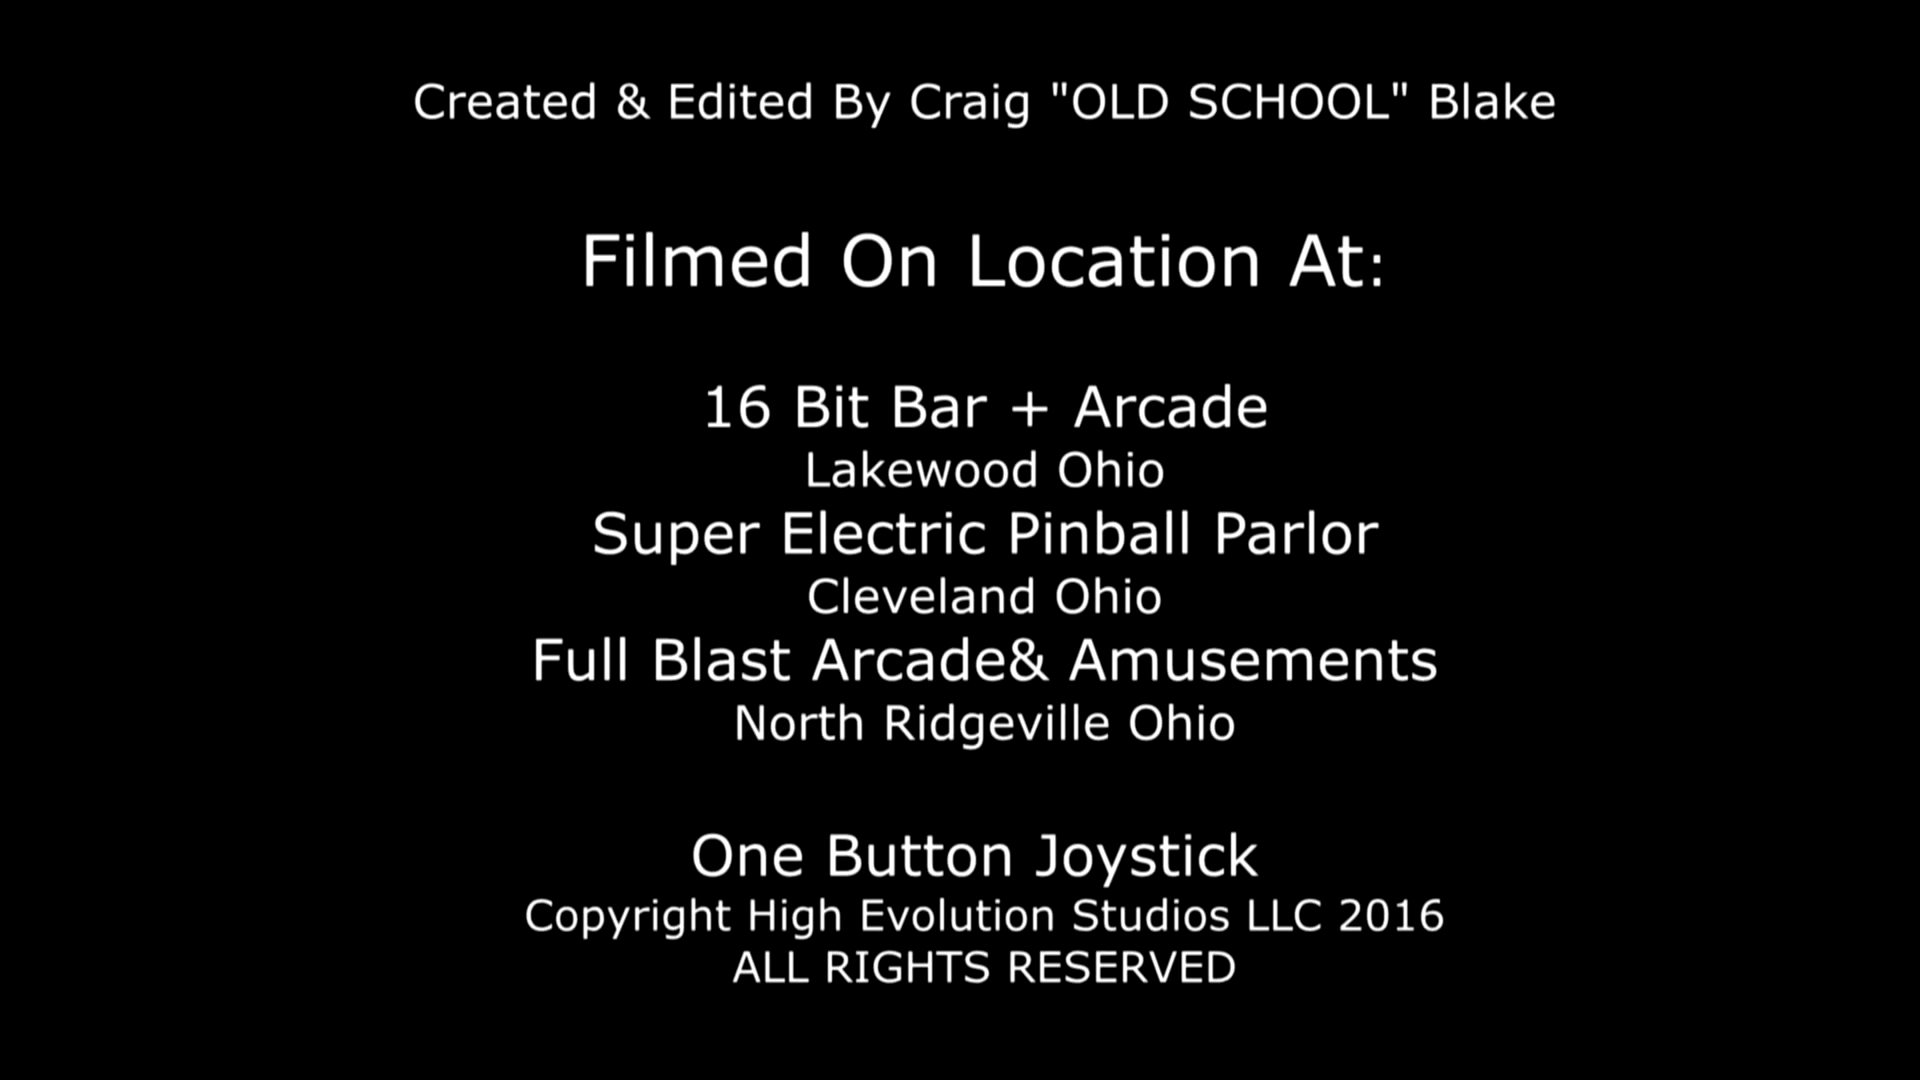 Created & Edited By Craig "OLD SCHOOL" Blake
Filmed On Location At:
16 Bit Bar + Arcade
Lakewood Ohio
Super Electric Pinball Parlor
Cleveland Ohio
Full Blast Arcade& Amusements
North Ridgeville Ohio
One Button Joystick
Copyright High Evolution Studios LLC 2016
ALL RIGHTS RESERVED